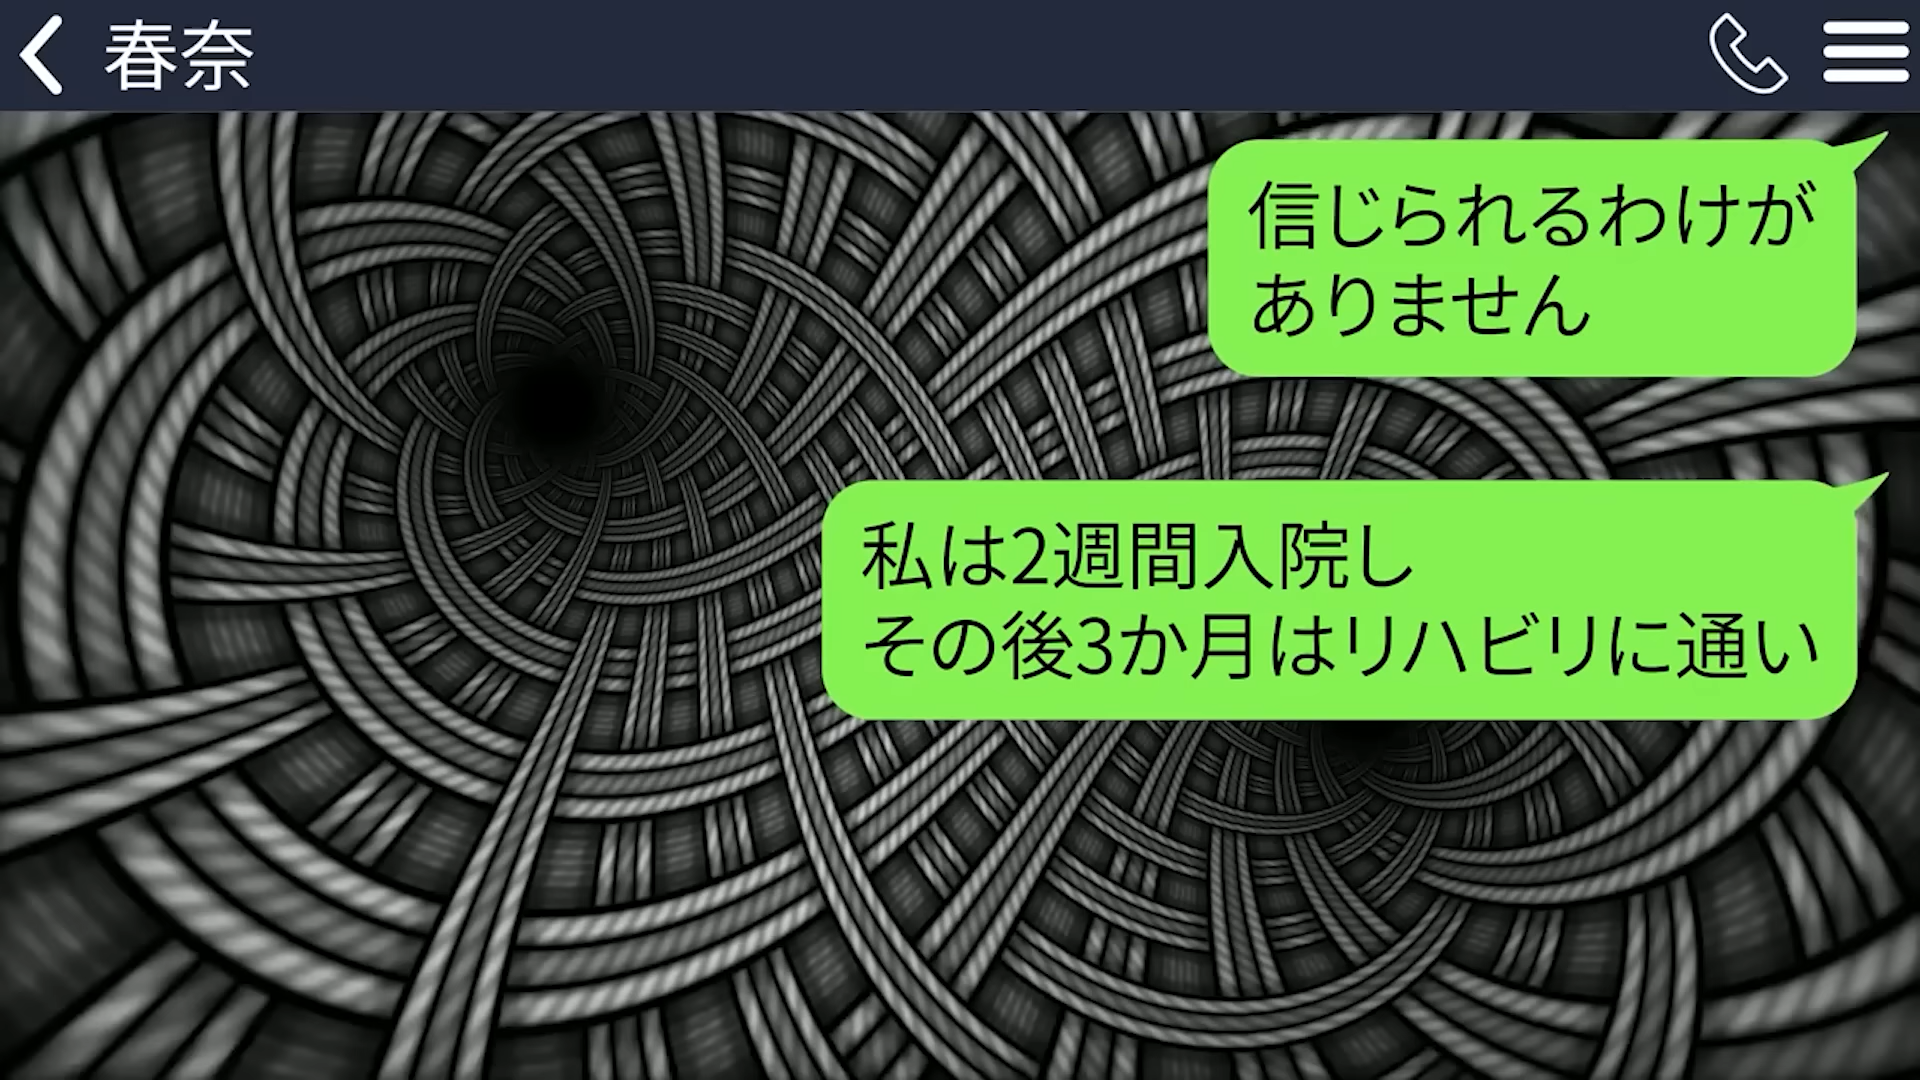 春奈
信じられるわけが
ありません
私は2週間入院し
その後3か月はリハビリに通い